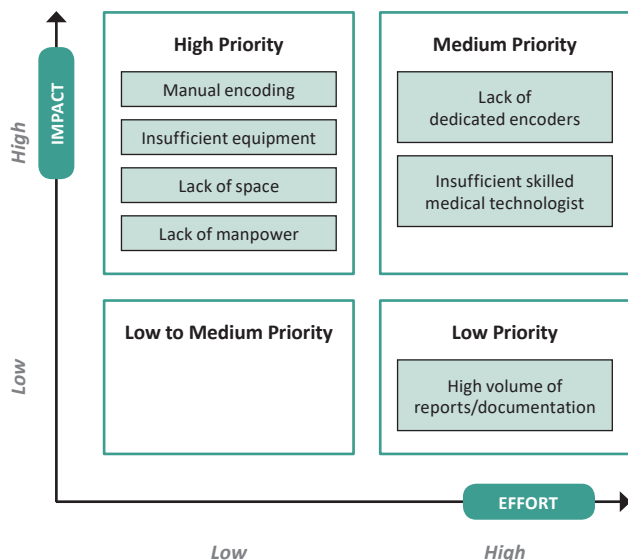 High Priority
Manual encoding
Insufficient equipment
Lack of space
Lack of manpower
Medium Priority
Lack of
dedicated encoders
Insufficient skilled
medical technologist
IMPACT
High
Low to Medium Priority
Low Priority
High volume of
reports/documentation
Low
EFFORT
Low
High